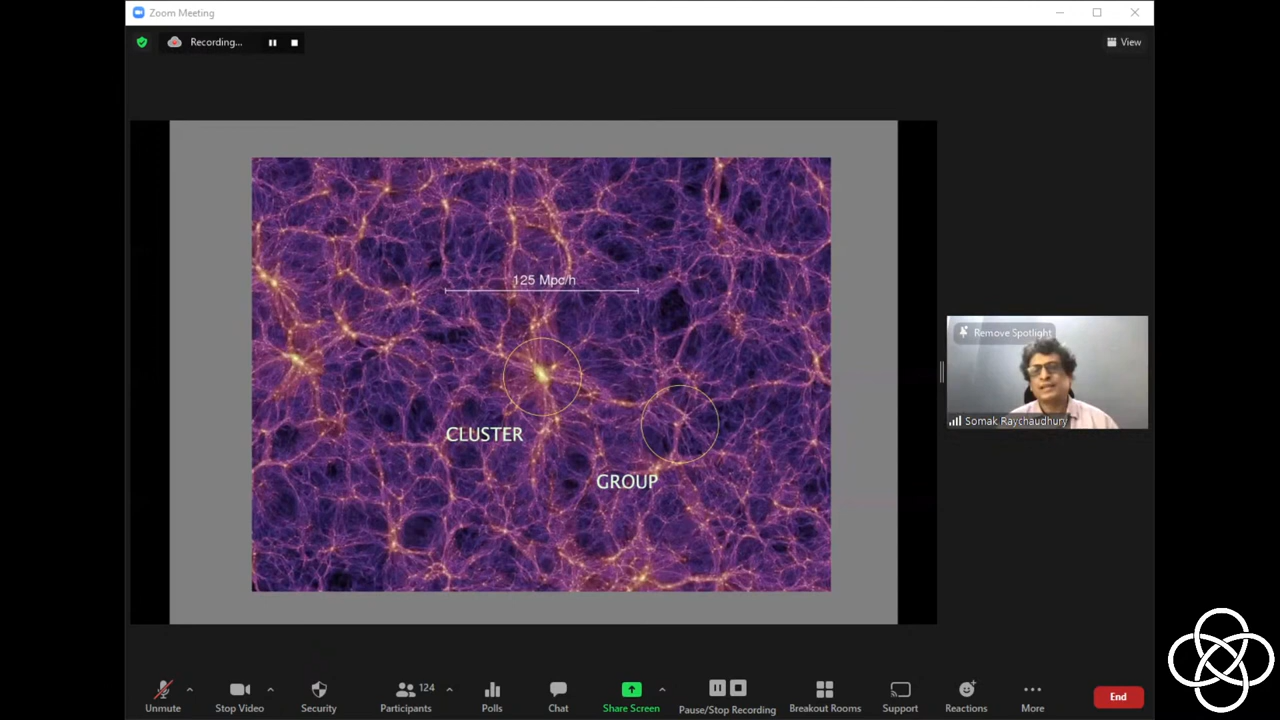 Zoom Meeting
Recording...
View
125 Mpc/h
Remove Spotlight
CLUSTER
Somak Raychaudhury
GROUP
124
Unmute
Stop Video
Security
Participants
Polls
Chat
Share Screen
Pause/Stop Recording
Breakout Rooms
Support
Reactions
More
End